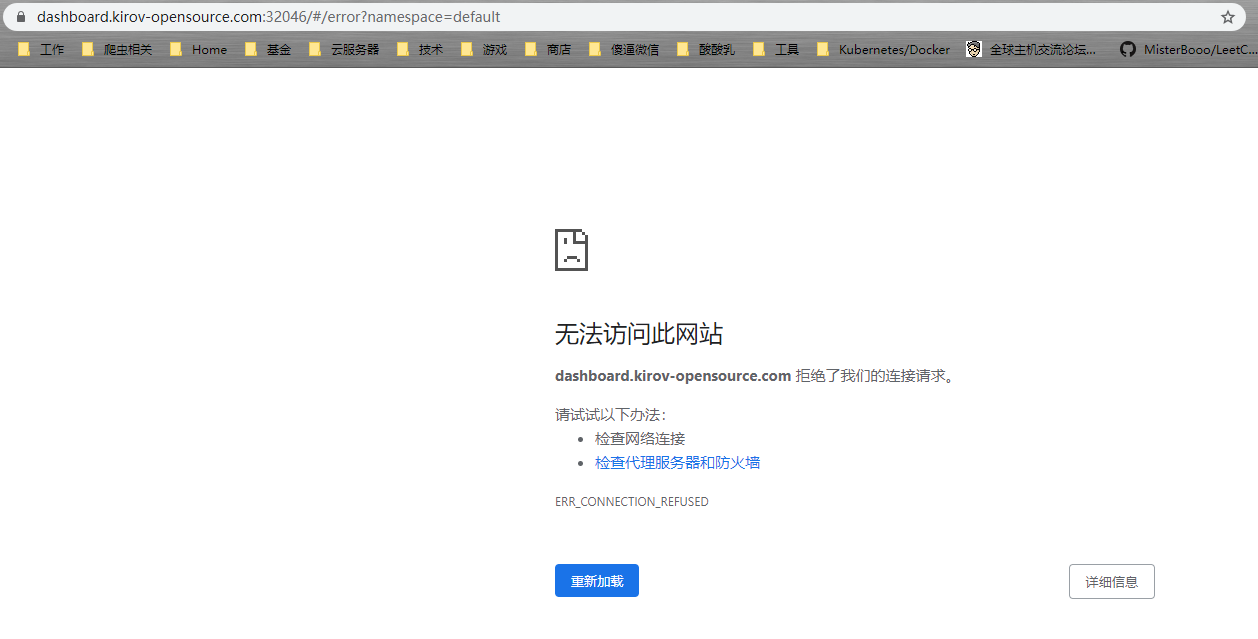 dashboard.kirov-opensource.com:32046/#/error?namespace=default
工作 爬虫相关 Home 基金 云服务器 技术 游戏 商店 傻逼微信 酸酸乳 工具 Kubernetes/Docker 全球主机交流论坛... MisterBooo/LeetC...
无法访问此网站
dashboard.kirov-opensource.com 拒绝了我们的连接请求。
请试试以下办法：
• 检查网络连接
• 检查代理服务器和防火墙
ERR_CONNECTION_REFUSED
重新加载 详细信息